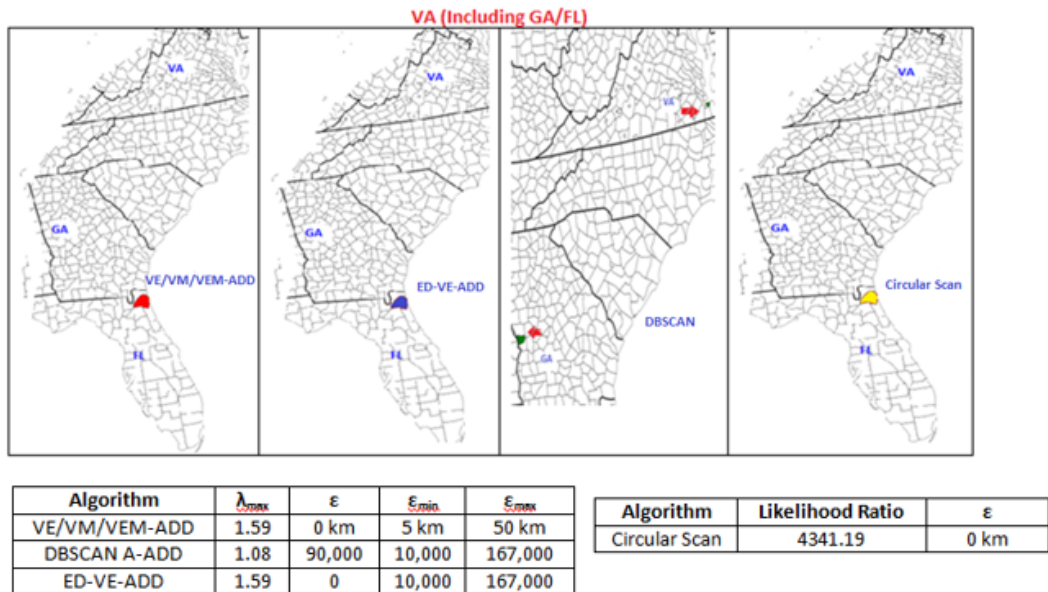 VA (Including GA/FL)
VA
GA
VE/VM/VEM-ADD
FL
VA
GA
ED-VE-ADD
FL
VA
DBSCAN
GA
VA
GA
Circular Scan
FL
Algorithm λmax ε εmin εmax
VE/VM/VEM-ADD 1.59 0 km 5 km 50 km
DBSCAN A-ADD 1.08 90,000 10,000 167,000
ED-VE-ADD 1.59 0 10,000 167,000
Algorithm Likelihood Ratio ε
Circular Scan 4341.19 0 km